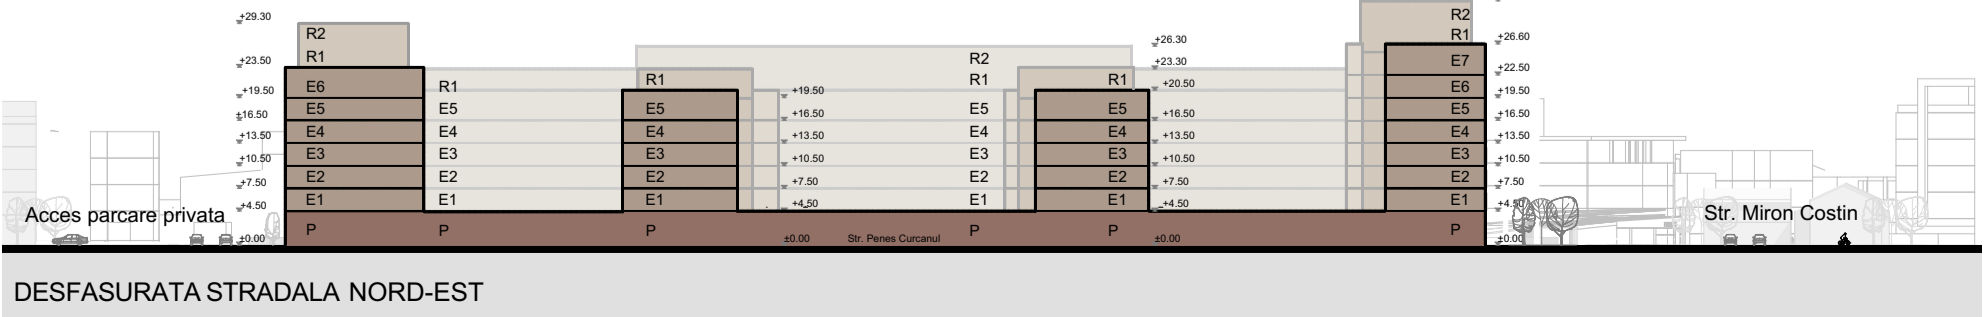 +29.30
R2
R1
+23.50
E6
+19.50
E5
+16.50
E4
+13.50
E3
+10.50
E2
+7.50
E1
+4.50
Acces parcare privata
P
±0.00
R1
E5
E4
E3
E2
E1
P
R1
E5
E4
E3
E2
E1
P
+19.50
+16.50
+13.50
+10.50
+7.50
+4.50
±0.00
Str. Penes Curcanul
R2
R1
E5
E4
E3
E2
E1
P
R1
E5
E4
E3
E2
E1
P
+26.30
+23.30
+20.50
+16.50
+13.50
+10.50
+7.50
+4.50
±0.00
R2
R1
E7
E6
E5
E4
E3
E2
E1
P
+26.60
+22.50
+19.50
+16.50
+13.50
+10.50
+7.50
+4.50
±0.00
Str. Miron Costin
DESFASURATA STRADALA NORD-EST